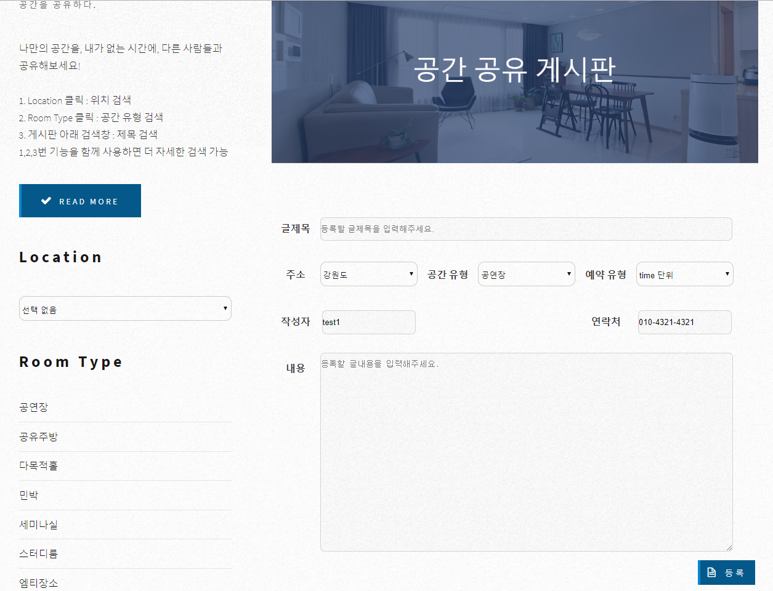 공간을 공유하다.
나만의 공간을, 내가 없는 시간에, 다른 사람들과
공유해보세요!
1. Location 클릭 : 위치 검색
2. Room Type 클릭 : 공간 유형 검색
3. 게시판 아래 검색창 : 제목 검색
1,2,3번 기능을 함께 사용하면 더 자세한 검색 가능
READ MORE
Location
선택 없음
Room Type
공연장
공유주방
다목적홀
민박
세미나실
스터디룸
엠티장소
공간 공유 게시판
글제목 등록할 글제목을 입력해주세요.
주소 강원도 공간 유형 공연장 예약 유형 time 단위
작성자 test1 연락처 010-4321-4321
내용 등록할 글내용을 입력해주세요.
등록